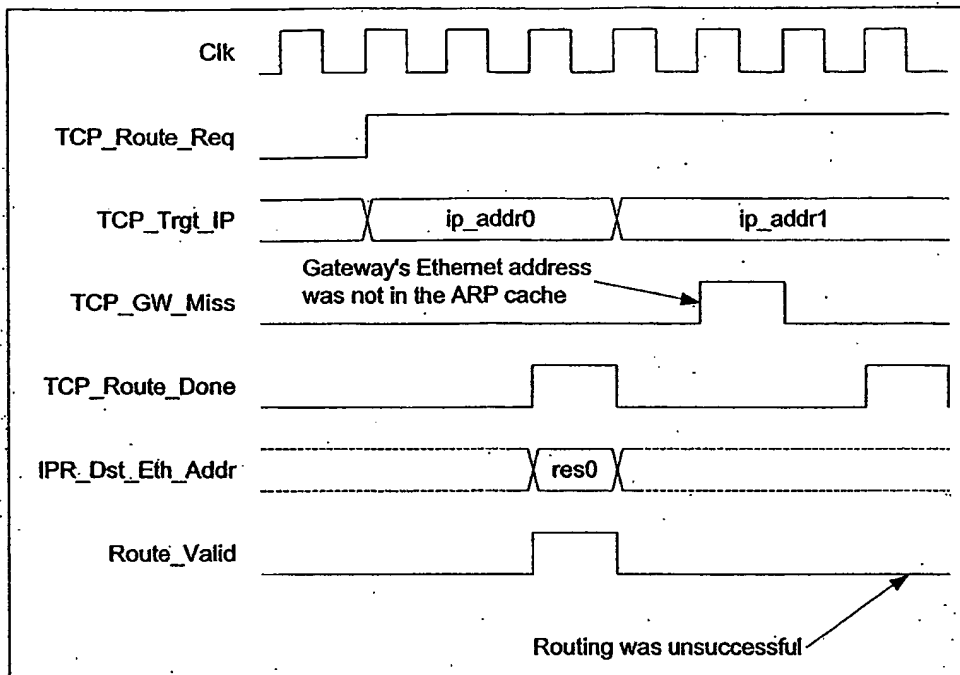 Clk
TCP_Route_Req
TCP_Trgt_IP
ip_addr0
ip_addr1
Gateway's Ethernet address
was not in the ARP cache
TCP_GW_Miss
TCP_Route_Done
IPR_Dst_Eth_Addr
res0
Route_Valid
Routing was unsuccessful